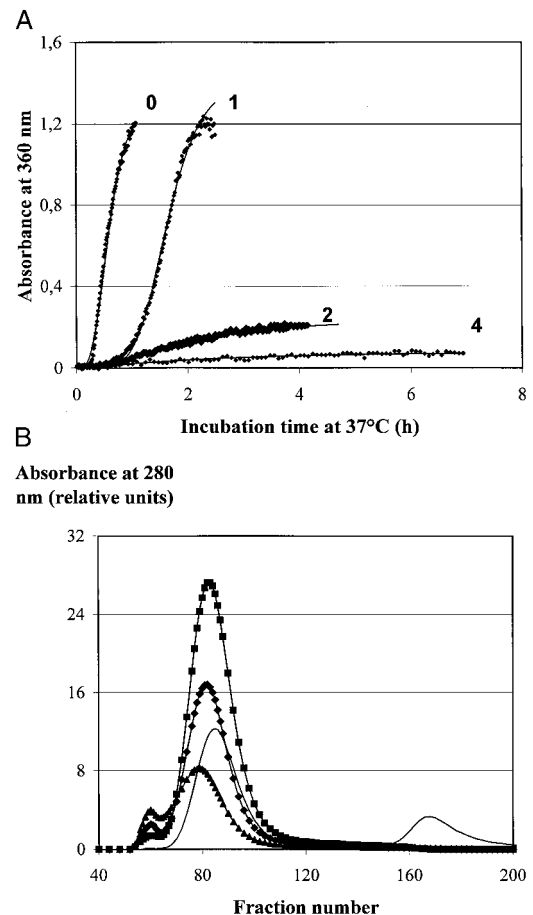 A
1,6
1,2
0,8
0,4
0
0 1 2 4
0 2 4 6 8
Absorbance at 360 nm
Incubation time at 37°C (h)
B
Absorbance at 280
nm (relative units)
32
24
16
8
0
40 80 120 160 200
Fraction number